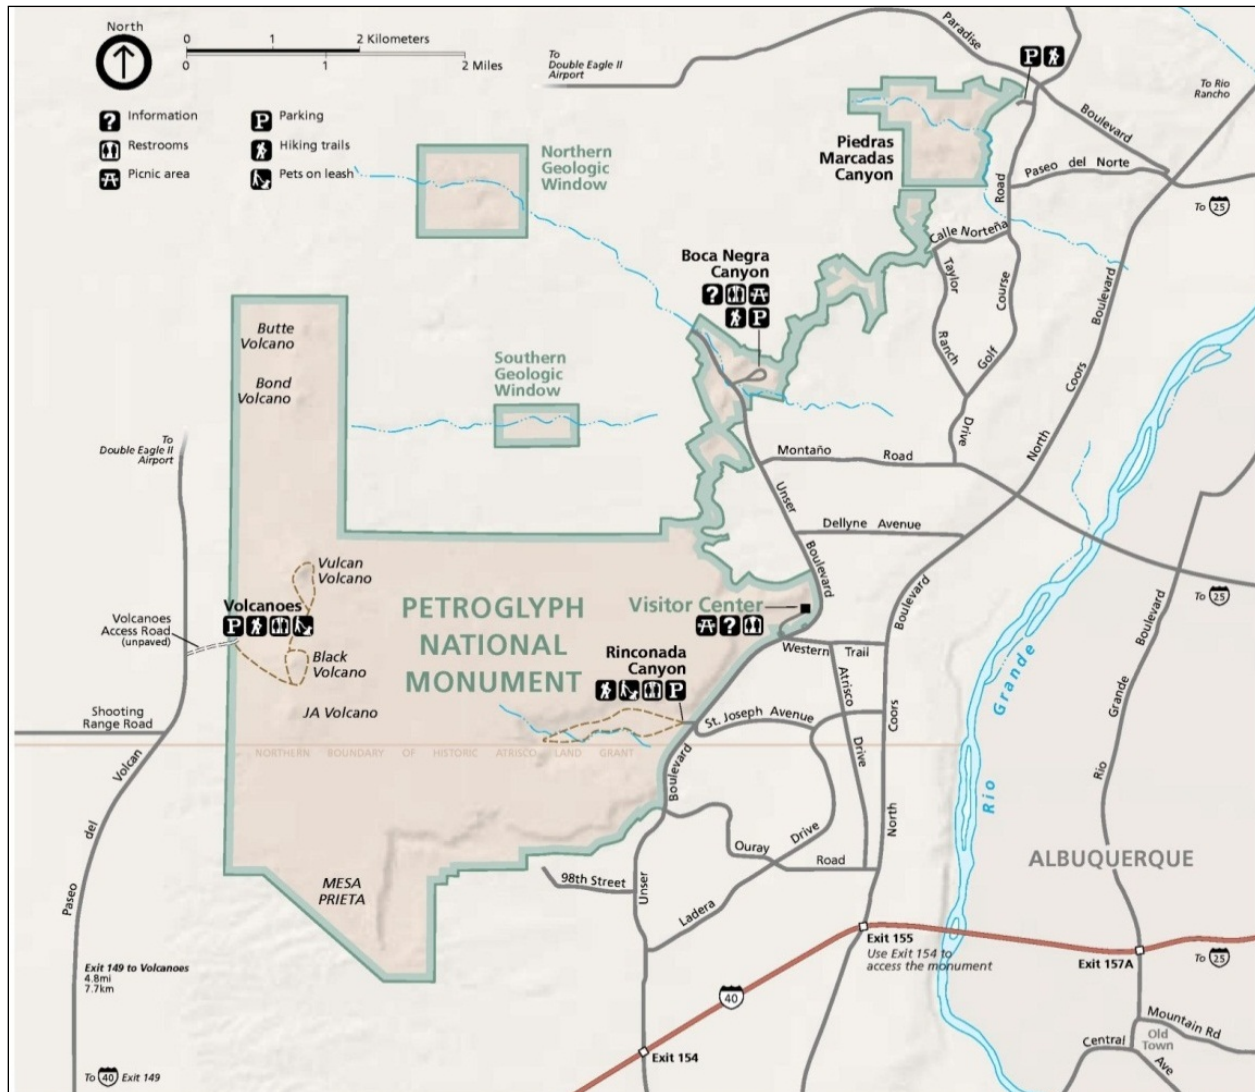 North
0 1 2 Kilometers
0 1 2 Miles
? Information
Restrooms
Picnic area
P Parking
Hiking trails
Pets on leash
To
Double Eagle II
Airport
Paradise
Boulevard
P
To Rio
Rancho
Piedras
Marcadas
Canyon
Road
Paseo del Norte
To 25
Northern
Geologic
Window
Calle Norteña
Boca Negra
Canyon
?
P
Taylor
Ranch
Drive
Golf
Course
Coors
Boulevard
North
Butte
Volcano
Bond
Volcano
Southern
Geologic
Window
To
Double Eagle II
Airport
Montaño Road
Unser
Boulevard
Dellyne Avenue
Vulcan
Volcano
Volcanoes
P
Volcanoes
Access Road
(unpaved)
Black
Volcano
JA Volcano
PETROGLYPH
NATIONAL
MONUMENT
Visitor Center
?
Rinconada
Canyon
P
Western Trail
Atrisco
Drive
Boulevard
Coors
North
To 25
Rio Grande
Rio Grande Boulevard
St. Joseph Avenue
Shooting
Range Road
NORTHERN BOUNDARY OF HISTORIC ATRISCO LAND GRANT
Paseo del Volcan
Boulevard
Unser
Ouray Road
Ladera Drive
98th Street
MESA
PRIETA
ALBUQUERQUE
Exit 155
Use Exit 154 to
access the monument
Exit 157A
To 25
Exit 149 to Volcanoes
4.8mi
7.7km
40
Exit 154
Mountain Rd
Old
Town
Central Ave
To 40 Exit 149